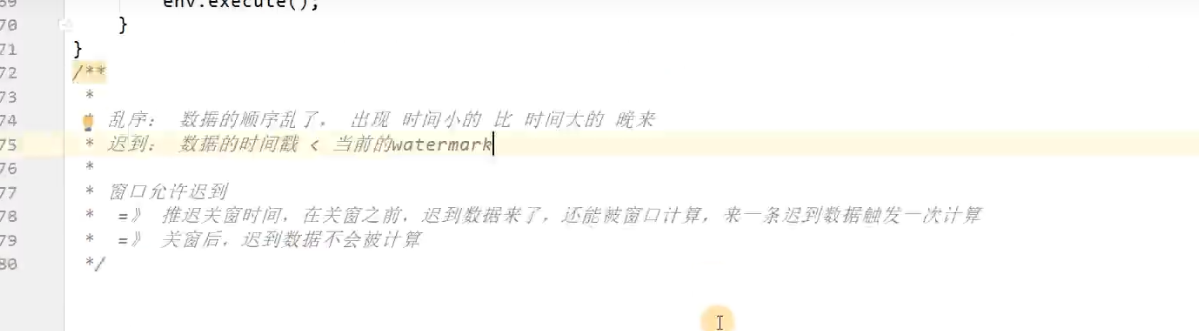 69 env.execute();
70 }
71 }
72 /**
73 *
74 乱序： 数据的顺序乱了， 出现 时间小的 比 时间大的 晚来
75 * 迟到： 数据的时间戳 < 当前的watermark
76 *
77 * 窗口允许迟到
78 * =》 推迟关窗时间，在关窗之前，迟到数据来了，还能被窗口计算，来一条迟到数据触发一次计算
79 * =》 关窗后，迟到数据不会被计算
80 */